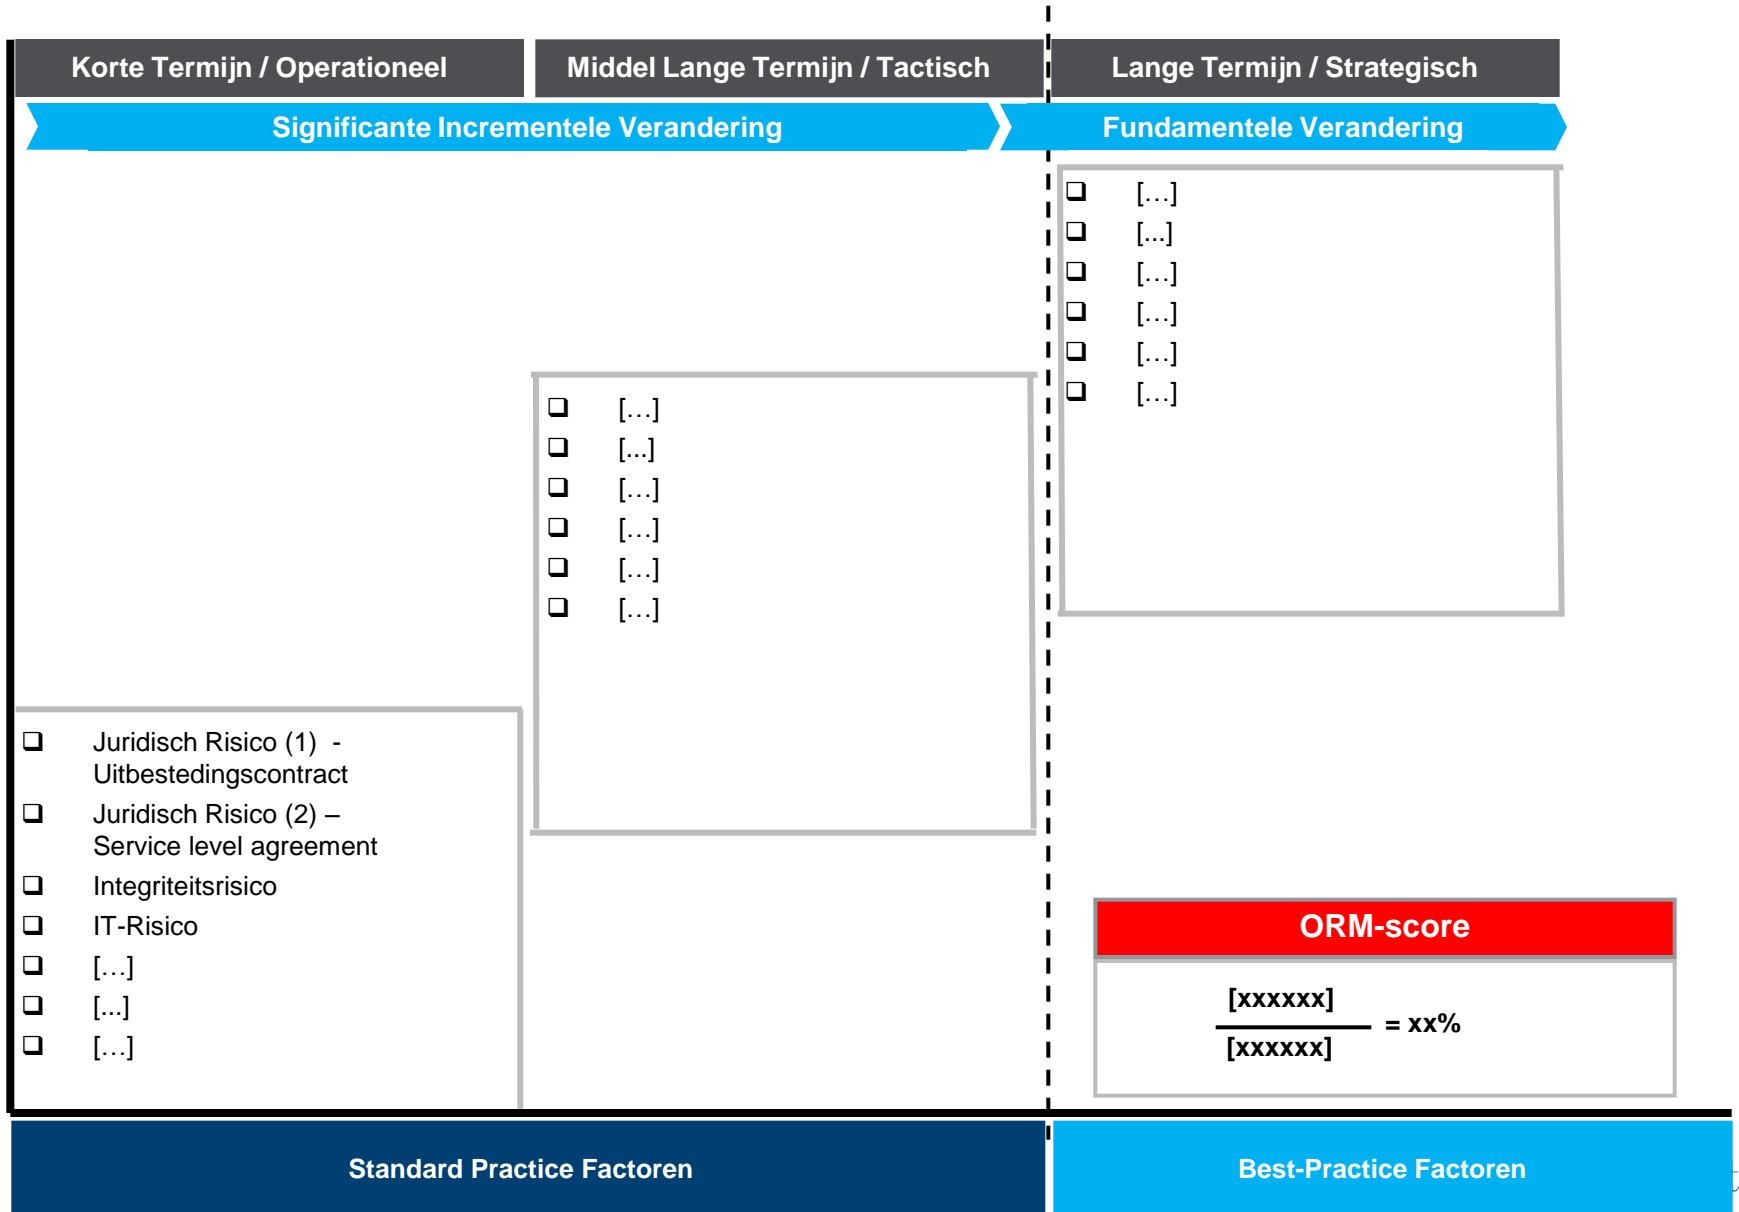 Korte Termijn / Operationeel
Middel Lange Termijn / Tactisch
Lange Termijn / Strategisch
Significante Incrementele Verandering
Fundamentele Verandering
❑ […]
❑ [...]
❑ […]
❑ […]
❑ […]
❑ […]
❑ […]
❑ [...]
❑ […]
❑ […]
❑ […]
❑ […]
❑ Juridisch Risico (1) -
Uitbestedingscontract
❑ Juridisch Risico (2) –
Service level agreement
❑ Integriteitsrisico
❑ IT-Risico
❑ […]
❑ [...]
❑ […]
ORM-score
[xxxxxx]
= xx%
[xxxxxx]
Standard Practice Factoren
Best-Practice Factoren